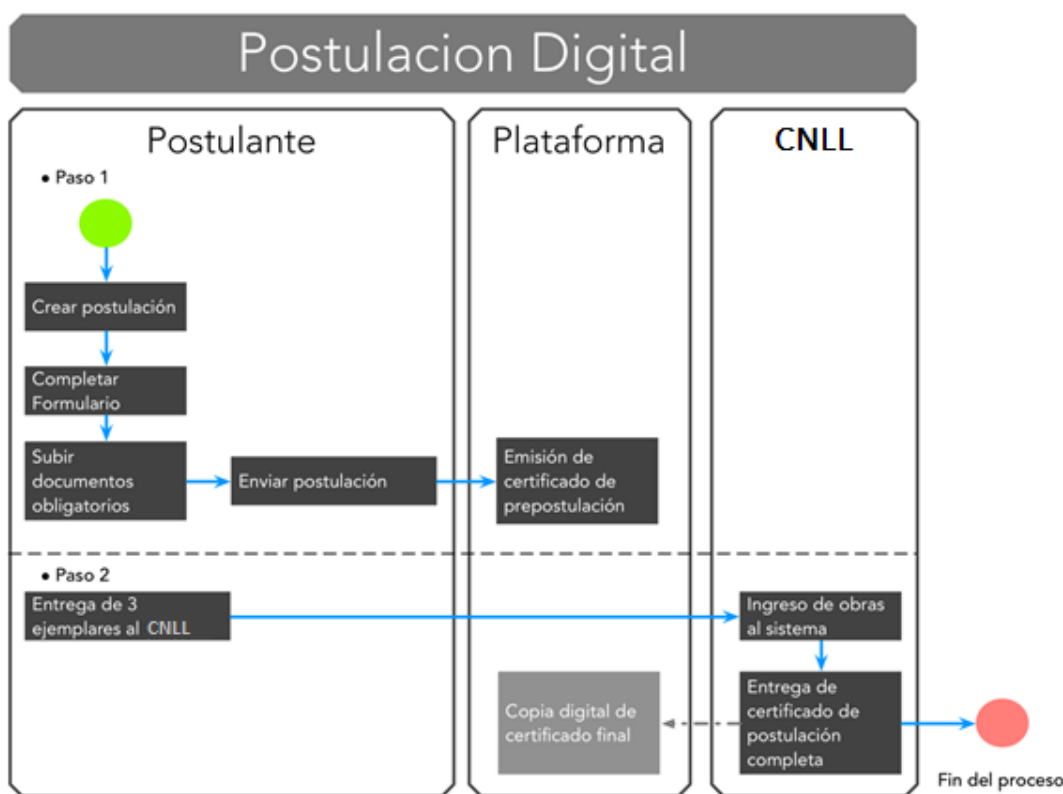 Postulacion Digital
Postulante
Plataforma
CNLL
• Paso 1
Crear postulación
Completar
Formulario
Subir
documentos
obligatorios
Enviar postulación
Emisión de
certificado de
prepostulación
• Paso 2
Entrega de 3
ejemplares al CNLL
Ingreso de obras
al sistema
Copia digital de
certificado final
Entrega de
certificado de
postulación
completa
Fin del proceso